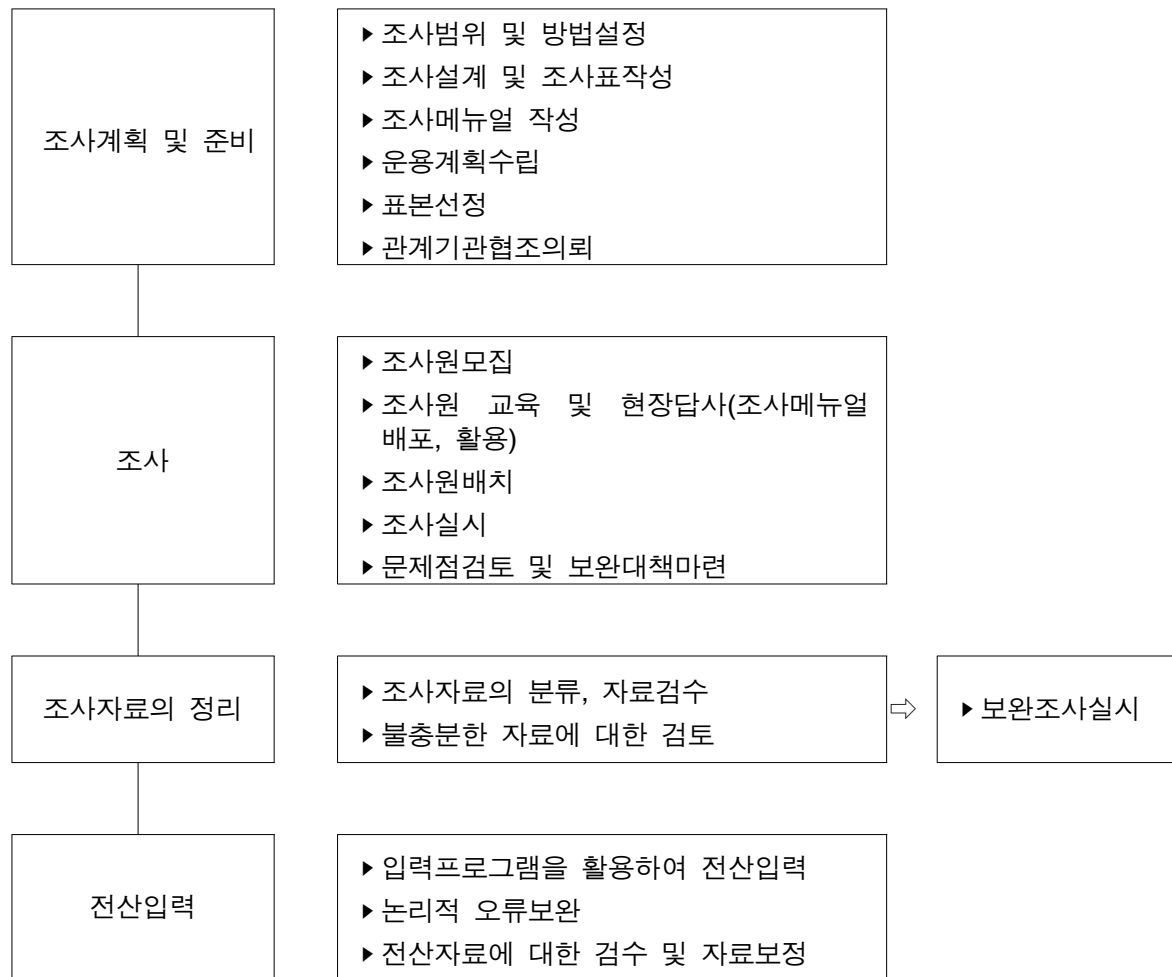 조사계획 및 준비
▶조사범위 및 방법설정
▶조사설계 및 조사표작성
▶조사메뉴얼 작성
▶운용계획수립
▶표본선정
▶관계기관협조의뢰
조사
▶조사원모집
▶조사원 교육 및 현장답사(조사메뉴얼
배포, 활용)
▶조사원배치
▶조사실시
▶문제점검토 및 보완대책마련
조사자료의 정리
▶조사자료의 분류, 자료검수
▶불충분한 자료에 대한 검토
⇨
▶보완조사실시
전산입력
▶입력프로그램을 활용하여 전산입력
▶논리적 오류보완
▶전산자료에 대한 검수 및 자료보정